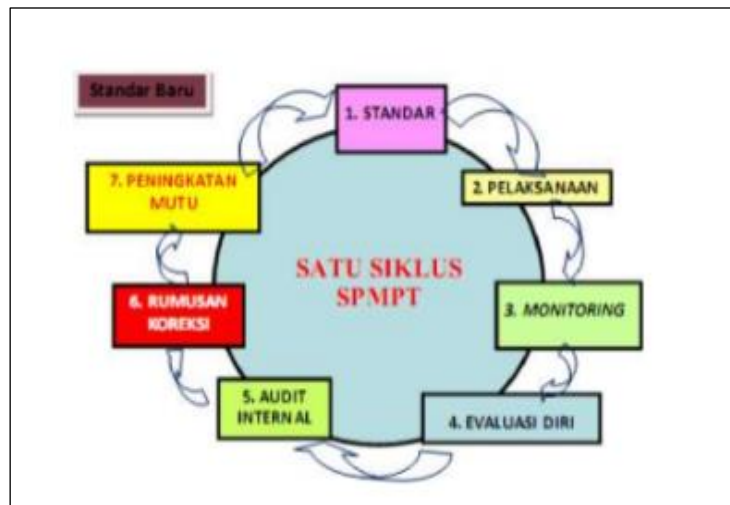 Standar Baru
1. STANDAR
2. PELAKSANAAN
3. MONITORING
4. EVALUASI DIRI
5. AUDIT
INTERNAL
6. RUMUSAN
KOREKSI
7. PENINGKATAN
MUTU
SATU SIKLUS
SPMPT